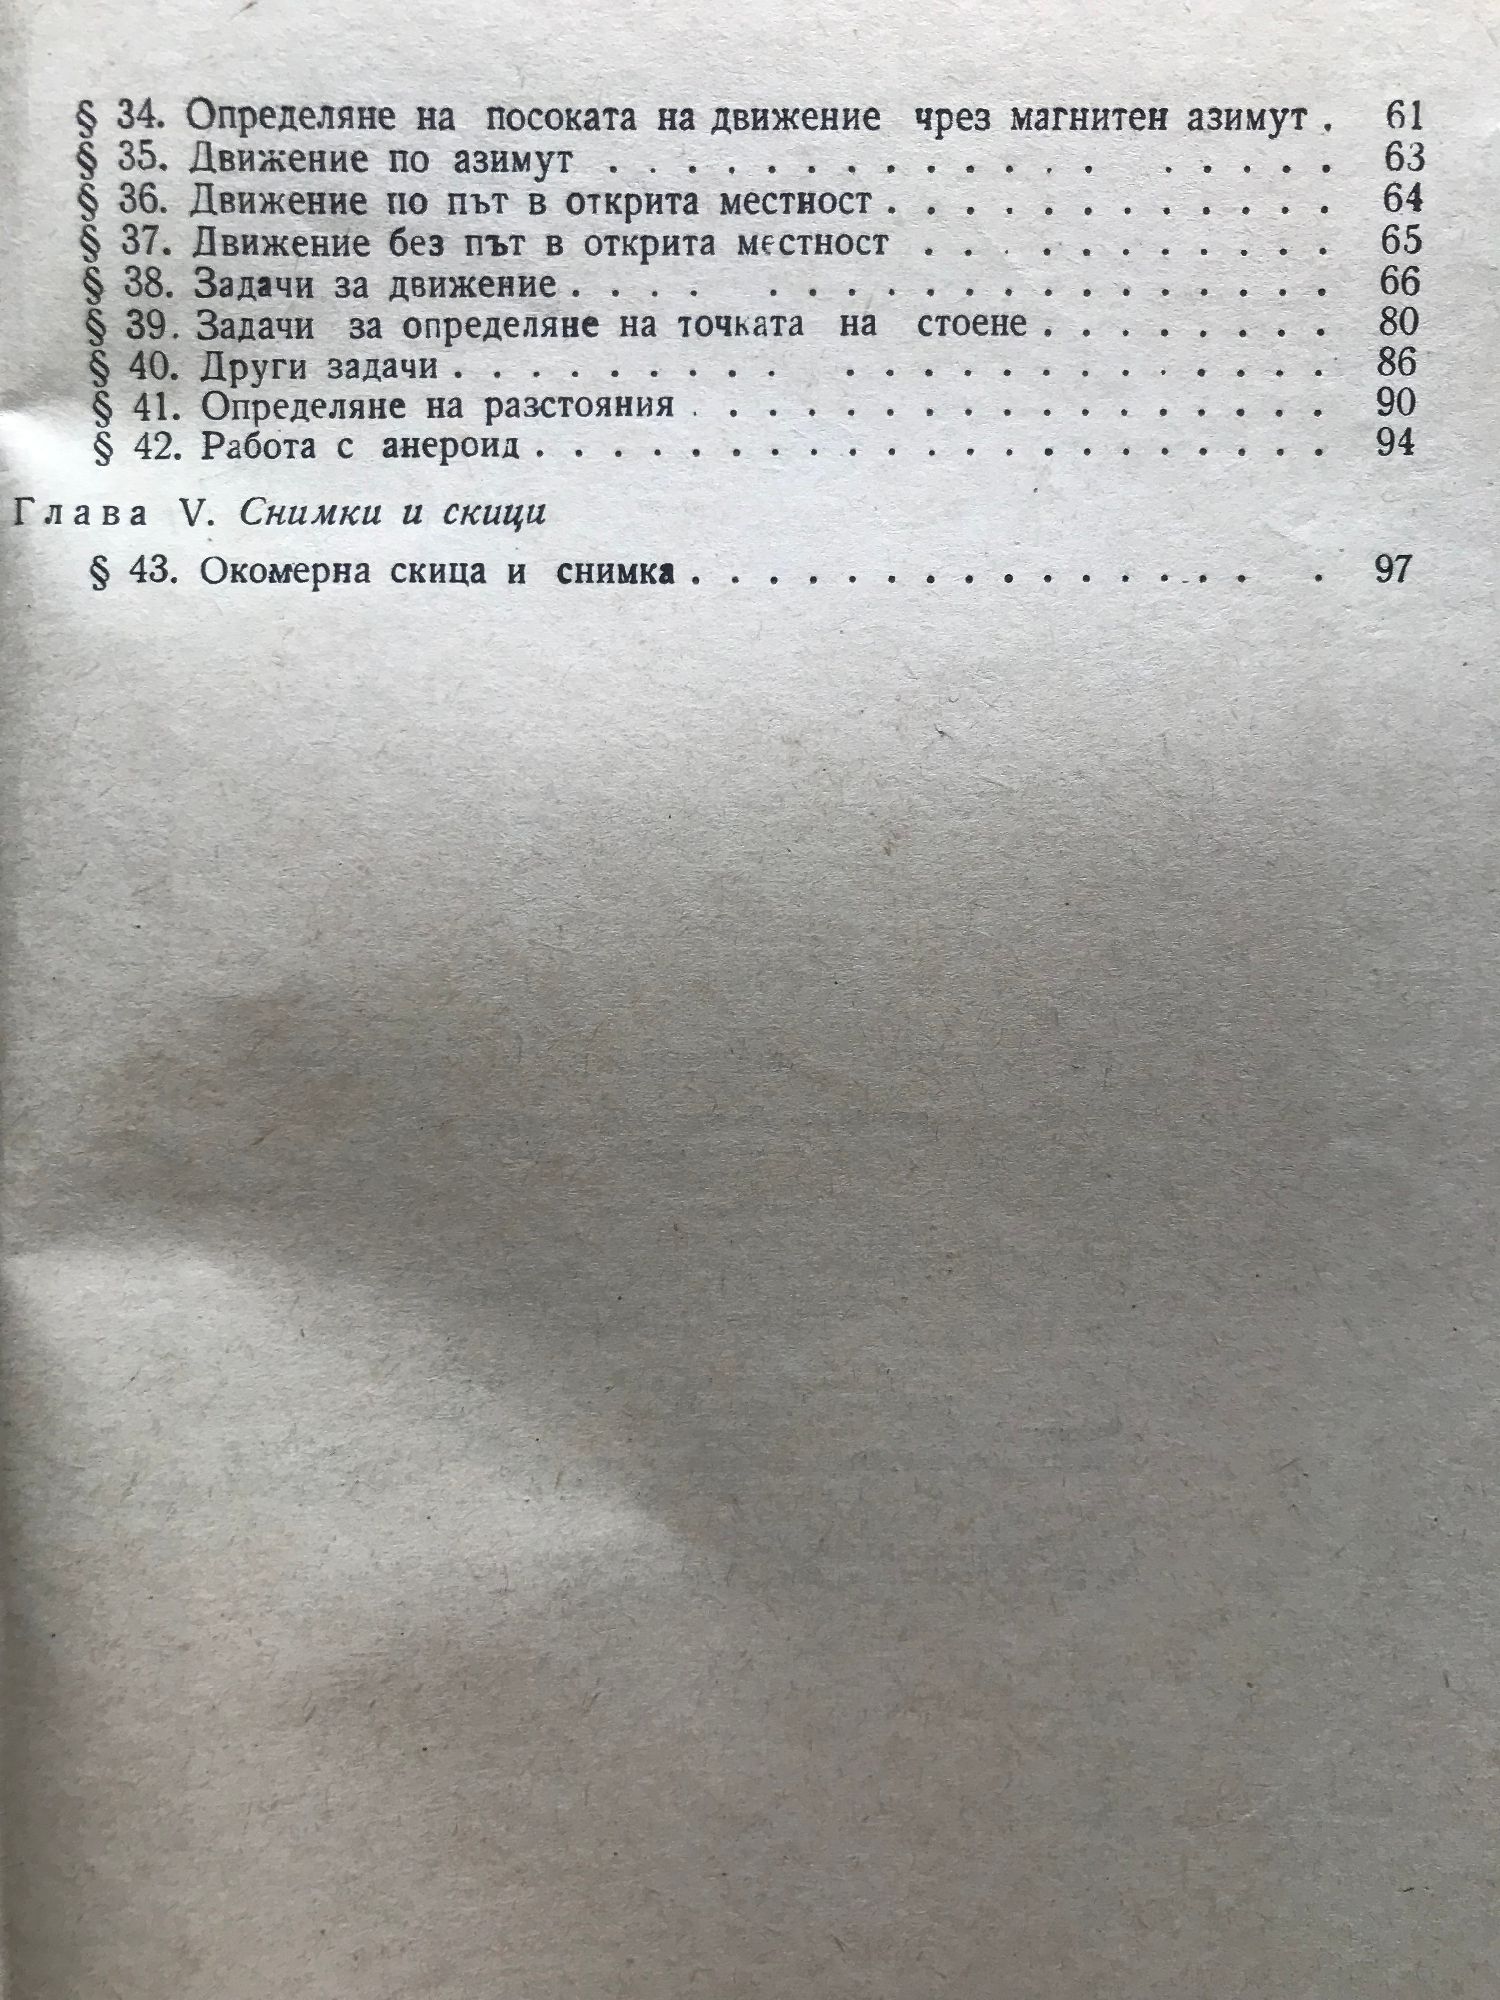 § 34. Определяне на посоката на движение чрез магнитен азимут . 61
§ 35. Движение по азимут . . . . . . . . . . . . . . . . . . 63
§ 36. Движение по път в открита местност . . . . . . . . . . . . 64
§ 37. Движение без път в открита местност . . . . . . . . . . . 65
§ 38. Задачи за движение . . . . . . . . . . . . . . . . . . . 66
§ 39. Задачи за определяне на точката на стоене . . . . . . . . 80
§ 40. Други задачи . . . . . . . . . . . . . . . . . . . . . . 86
§ 41. Определяне на разстояния . . . . . . . . . . . . . . . . . 90
§ 42. Работа с анероид . . . . . . . . . . . . . . . . . . . . . 94
Глава V. Снимки и скици
§ 43. Окомерна скица и снимка . . . . . . . . . . . . . . . . 97